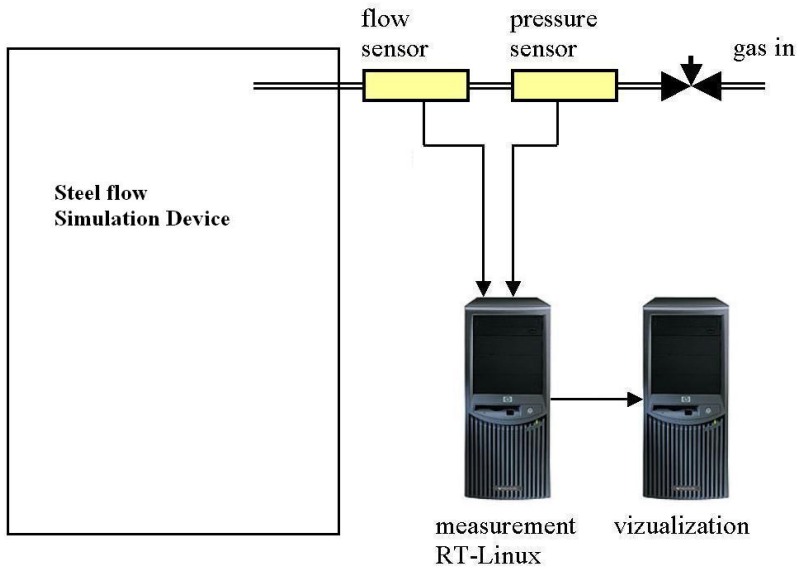 flow
sensor
pressure
sensor
gas in
Steel flow
Simulation Device
measurement
RT-Linux
vizualization